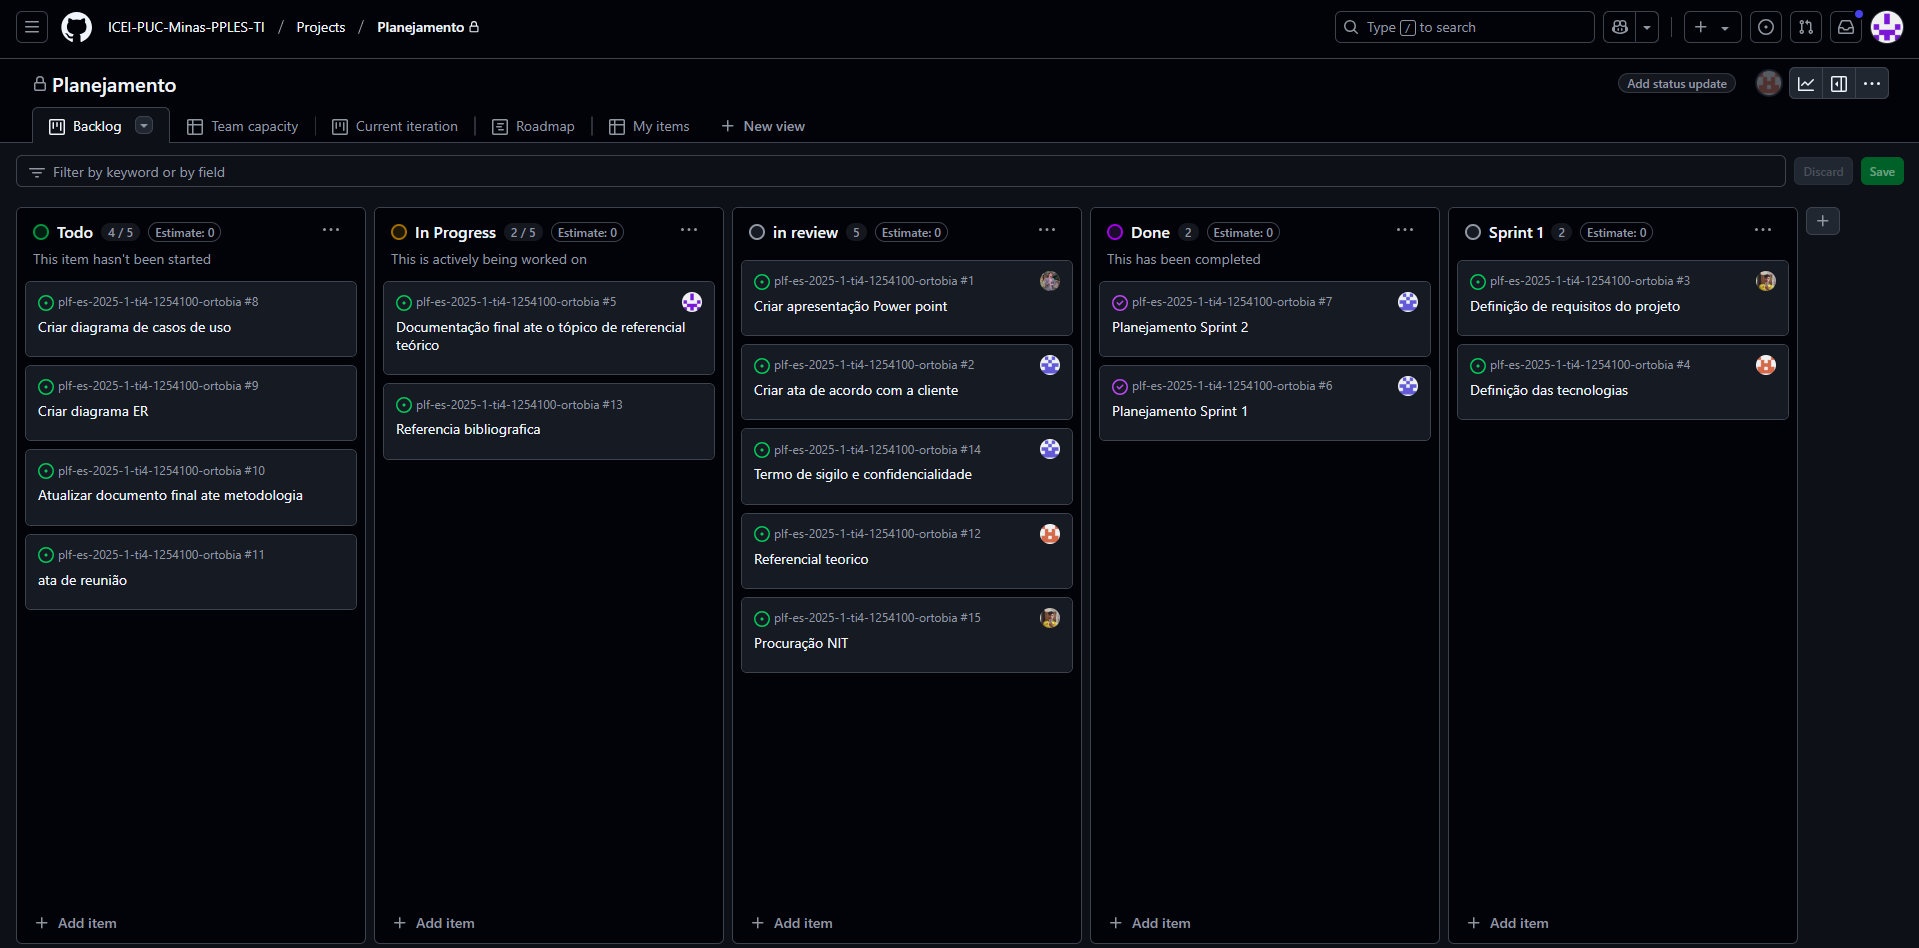 ICEI-PUC-Minas-PPLES-TI / Projects / Planejamento
Type / to search
Planejamento
Add status update
Backlog
Team capacity
Current iteration
Roadmap
My items
New view
Filter by keyword or by field
Discard
Save
Todo 4 / 5 Estimate: 0
This item hasn't been started
plf-es-2025-1-ti4-1254100-ortobia #8
Criar diagrama de casos de uso
plf-es-2025-1-ti4-1254100-ortobia #9
Criar diagrama ER
plf-es-2025-1-ti4-1254100-ortobia #10
Atualizar documento final ate metodologia
plf-es-2025-1-ti4-1254100-ortobia #11
ata de reunião
Add item
In Progress 2 / 5 Estimate: 0
This is actively being worked on
plf-es-2025-1-ti4-1254100-ortobia #5
Documentação final ate o tópico de referencial
teórico
plf-es-2025-1-ti4-1254100-ortobia #13
Referencia bibliografica
Add item
in review 5 Estimate: 0
plf-es-2025-1-ti4-1254100-ortobia #1
Criar apresentação Power point
plf-es-2025-1-ti4-1254100-ortobia #2
Criar ata de acordo com a cliente
plf-es-2025-1-ti4-1254100-ortobia #14
Termo de sigilo e confidencialidade
plf-es-2025-1-ti4-1254100-ortobia #12
Referencial teorico
plf-es-2025-1-ti4-1254100-ortobia #15
Procuração NIT
Add item
Done 2 Estimate: 0
This has been completed
plf-es-2025-1-ti4-1254100-ortobia #7
Planejamento Sprint 2
plf-es-2025-1-ti4-1254100-ortobia #6
Planejamento Sprint 1
Add item
Sprint 1 2 Estimate: 0
plf-es-2025-1-ti4-1254100-ortobia #3
Definição de requisitos do projeto
plf-es-2025-1-ti4-1254100-ortobia #4
Definição das tecnologias
Add item